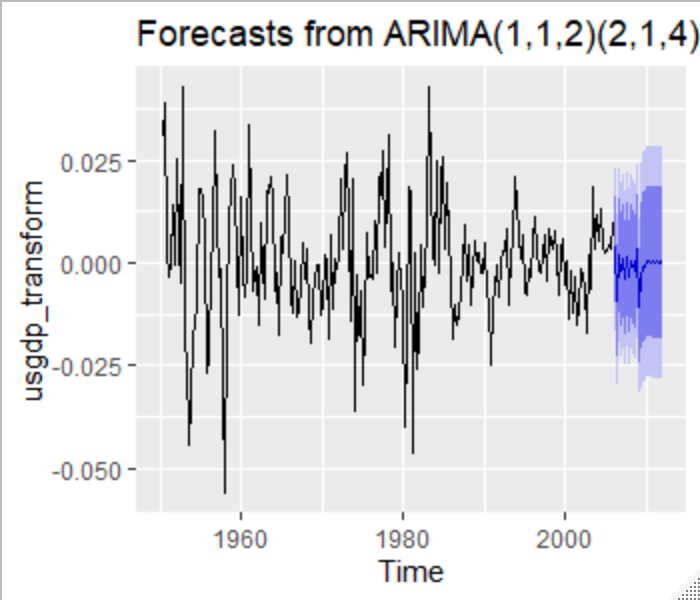 Forecasts from ARIMA(1,1,2)(2,1,4)
usgdp_transform
0.025
0.000
-0.025
-0.050
1960 1980 2000
Time